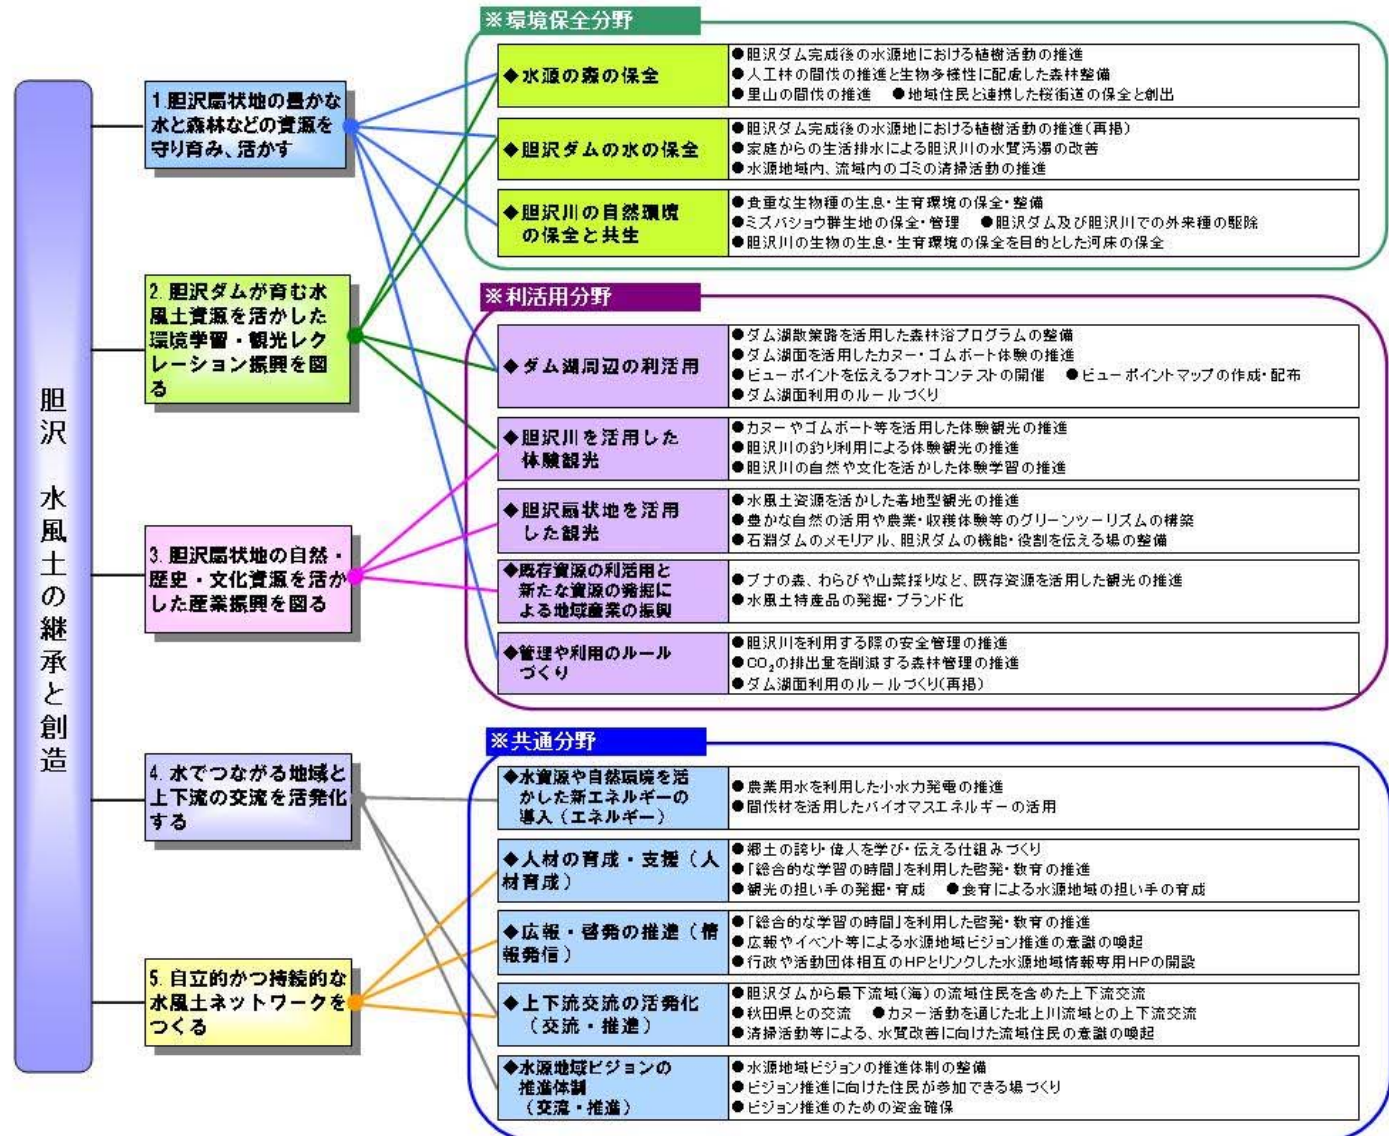 胆沢 水風土の継承と創造
1.胆沢扇状地の豊かな
水と森林などの資源を
守り育み、活かす
2.胆沢ダムが育む水
風土資源を活かした
環境学習・観光レク
レーション振興を図
る
3.胆沢扇状地の自然・
歴史・文化資源を活か
した産業振興を図る
4.水でつながる地域と
上下流の交流を活発化
する
5.自立的かつ持続的な
水風土ネットワークを
つくる
※環境保全分野
◆水源の森の保全
●胆沢ダム完成後の水源地における植樹活動の推進
●人工林の間伐の推進と生物多様性に配慮した森林整備
●里山の間伐の推進 ●地域住民と連携した桜街道の保全と創出
◆胆沢ダムの水の保全
●胆沢ダム完成後の水源地における植樹活動の推進(再掲)
●家庭からの生活排水による胆沢川の水質汚濁の改善
●水源地域内、流域内のゴミの清掃活動の推進
◆胆沢川の自然環境
の保全と共生
●貴重な生物種の生息・生育環境の保全・整備
●ミズバショウ群生地の保全・管理 ●胆沢ダム及び胆沢川での外来種の駆除
●胆沢川の生物の生息・生育環境の保全を目的とした河床の保全
※利活用分野
◆ダム湖周辺の利活用
●ダム湖散策路を活用した森林浴プログラムの整備
●ダム湖面を活用したカヌー・ゴムボート体験の推進
●ビューポイントを伝えるフォトコンテストの開催 ●ビューポイントマップの作成・配布
●ダム湖面利用のルールづくり
◆胆沢川を活用した
体験観光
●カヌーやゴムボート等を活用した体験観光の推進
●胆沢川の釣り利用による体験観光の推進
●胆沢川の自然や文化を活かした体験学習の推進
◆胆沢扇状地を活用
した観光
●水風土資源を活かした着地型観光の推進
●豊かな自然の活用や農業・収穫体験等のグリーンツーリズムの構築
●石淵ダムのメモリアル、胆沢ダムの機能・役割を伝える場の整備
◆既存資源の利活用と
新たな資源の発掘に
よる地域産業の振興
●ブナの森、わらびや山菜採りなど、既存資源を活用した観光の推進
●水風土特産品の発掘・ブランド化
◆管理や利用のルール
づくり
●胆沢川を利用する際の安全管理の推進
●CO₂の排出量を削減する森林管理の推進
●ダム湖面利用のルールづくり(再掲)
※共通分野
◆水資源や自然環境を活
かした新エネルギーの
導入（エネルギー）
●農業用水を利用した小水力発電の推進
●間伐材を活用したバイオマスエネルギーの活用
◆人材の育成・支援（人
材育成）
●郷土の誇り・偉人を学び・伝える仕組みづくり
●「総合的な学習の時間」を利用した啓発・教育の推進
●観光の担い手の発掘・育成 ●食育による水源地域の担い手の育成
◆広報・啓発の推進（情
報発信）
●「総合的な学習の時間」を利用した啓発・教育の推進
●広報やイベント等による水源地域ビジョン推進の意識の喚起
●行政や活動団体相互のHPとリンクした水源地域情報専用HPの開設
◆上下流交流の活発化
（交流・推進）
●胆沢ダムから最下流域(海)の流域住民を含めた上下流交流
●秋田県との交流 ●カヌー活動を通じた北上川流域との上下流交流
●清掃活動等による、水質改善に向けた流域住民の意識の喚起
◆水源地域ビジョンの
推進体制
（交流・推進）
●水源地域ビジョンの推進体制の整備
●ビジョン推進に向けた住民が参加できる場づくり
●ビジョン推進のための資金確保